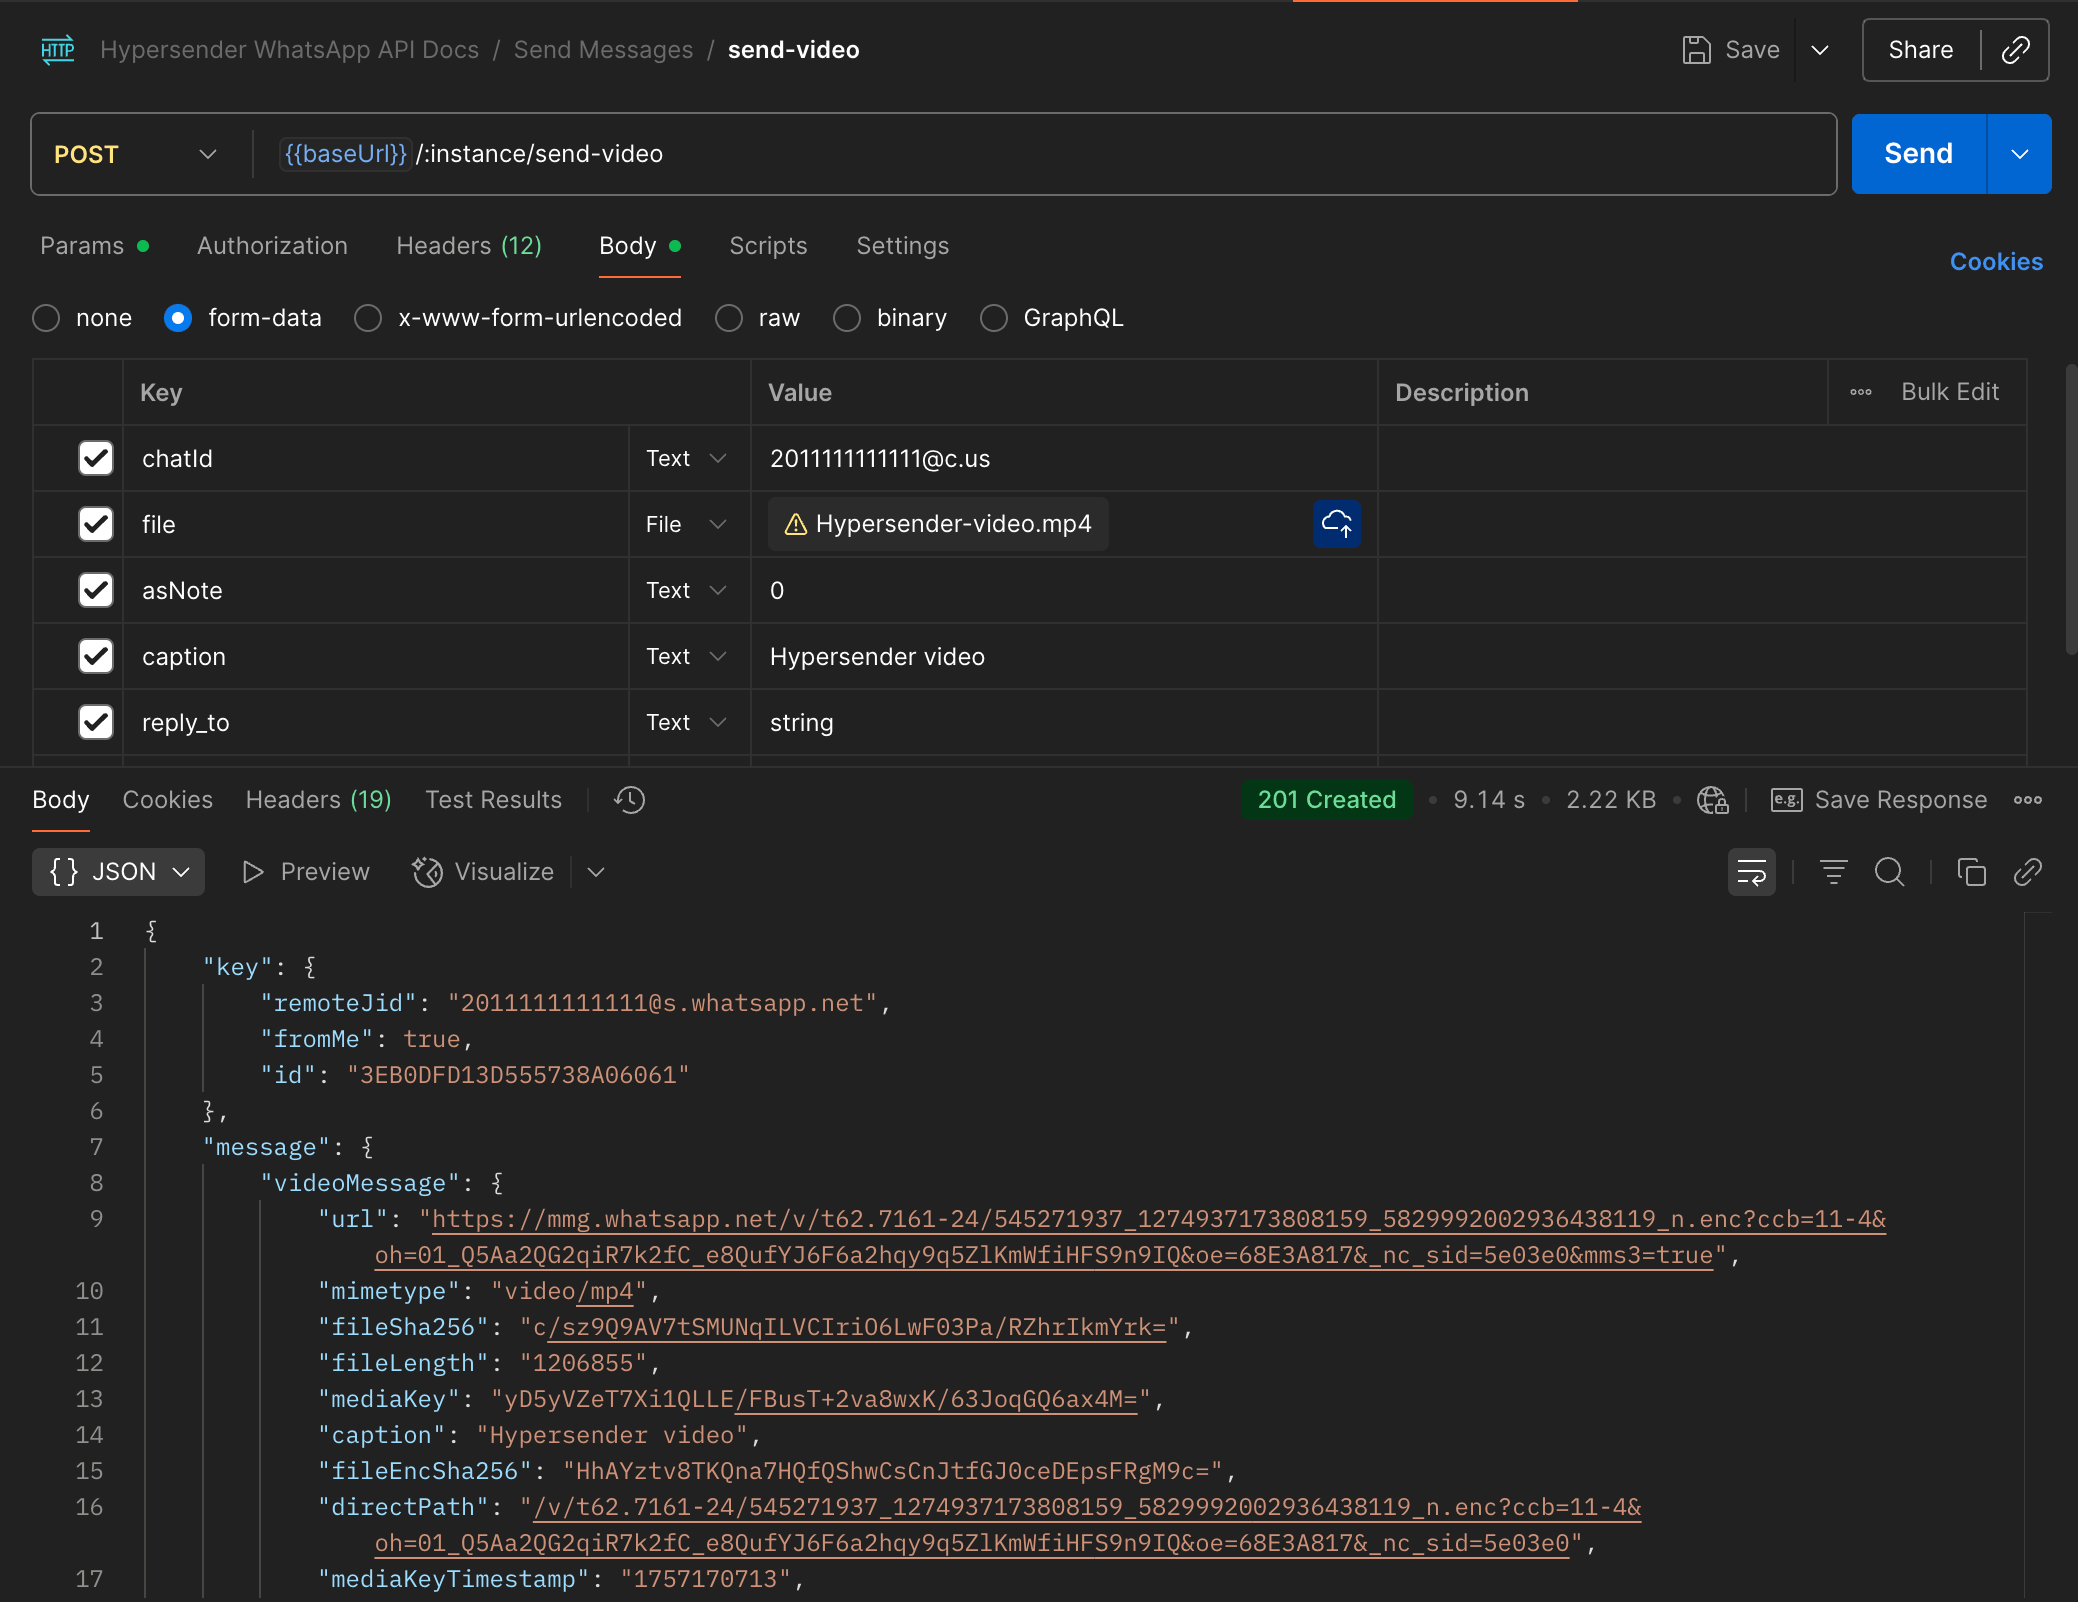 HTTP Hypersender WhatsApp API Docs / Send Messages / send-video Save Share
POST {{baseUrl}}/:instance/send-video Send
Params Authorization Headers (12) Body Scripts Settings Cookies
none form-data x-www-form-urlencoded raw binary GraphQL
Key Value Description Bulk Edit
chatId Text 2011111111111@c.us
file File Hypersender-video.mp4
asNote Text 0
caption Text Hypersender video
reply_to Text string
Body Cookies Headers (19) Test Results 201 Created • 9.14 s • 2.22 KB • e.g. Save Response
{} JSON Preview Visualize
1 {
2 "key": {
3 "remoteJid": "2011111111111@s.whatsapp.net",
4 "fromMe": true,
5 "id": "3EB0DFD13D555738A06061"
6 },
7 "message": {
8 "videoMessage": {
9 "url": "https://mmg.whatsapp.net/v/t62.7161-24/545271937_1274937173808159_5829992002936438119_n.enc?ccb=11-4&
oh=01_Q5Aa2QG2qiR7k2fC_e8QufYJ6F6a2hqy9q5ZlKmWfiHFS9n9IQ&oe=68E3A817&_nc_sid=5e03e0&mms3=true",
10 "mimetype": "video/mp4",
11 "fileSha256": "c/sz9Q9AV7tSMUNqILVCIriO6LwF03Pa/RZhrIkmYrk=",
12 "fileLength": "1206855",
13 "mediaKey": "yD5yVZeT7Xi1QLLE/FBusT+2va8wxK/63JoqGQ6ax4M=",
14 "caption": "Hypersender video",
15 "fileEncSha256": "HhAYztv8TKQna7HQfQShwCsCnJtfGJ0ceDEpsFRgM9c=",
16 "directPath": "/v/t62.7161-24/545271937_1274937173808159_5829992002936438119_n.enc?ccb=11-4&
oh=01_Q5Aa2QG2qiR7k2fC_e8QufYJ6F6a2hqy9q5ZlKmWfiHFS9n9IQ&oe=68E3A817&_nc_sid=5e03e0",
17 "mediaKeyTimestamp": "1757170713",